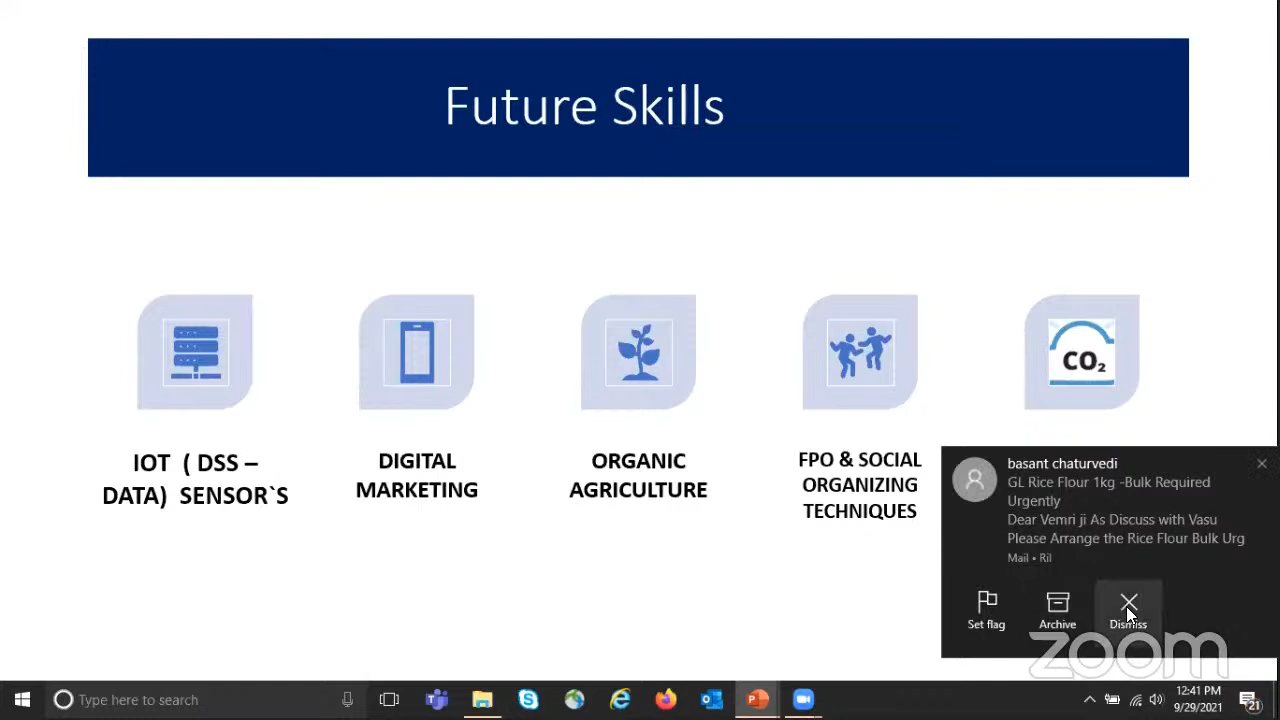 Future Skills
CO₂
IOT ( DSS –
DATA) SENSOR`S
DIGITAL
MARKETING
ORGANIC
AGRICULTURE
FPO & SOCIAL
ORGANIZING
TECHNIQUES
basant chaturvedi
GL Rice Flour 1kg -Bulk Required
Urgently
Dear Vemri ji As Discuss with Vasu
Please Arrange the Rice Flour Bulk Urg
Mail • Ril
Set flag
Archive
Dismiss
zoom
Type here to search
12:41 PM
9/29/2021
21